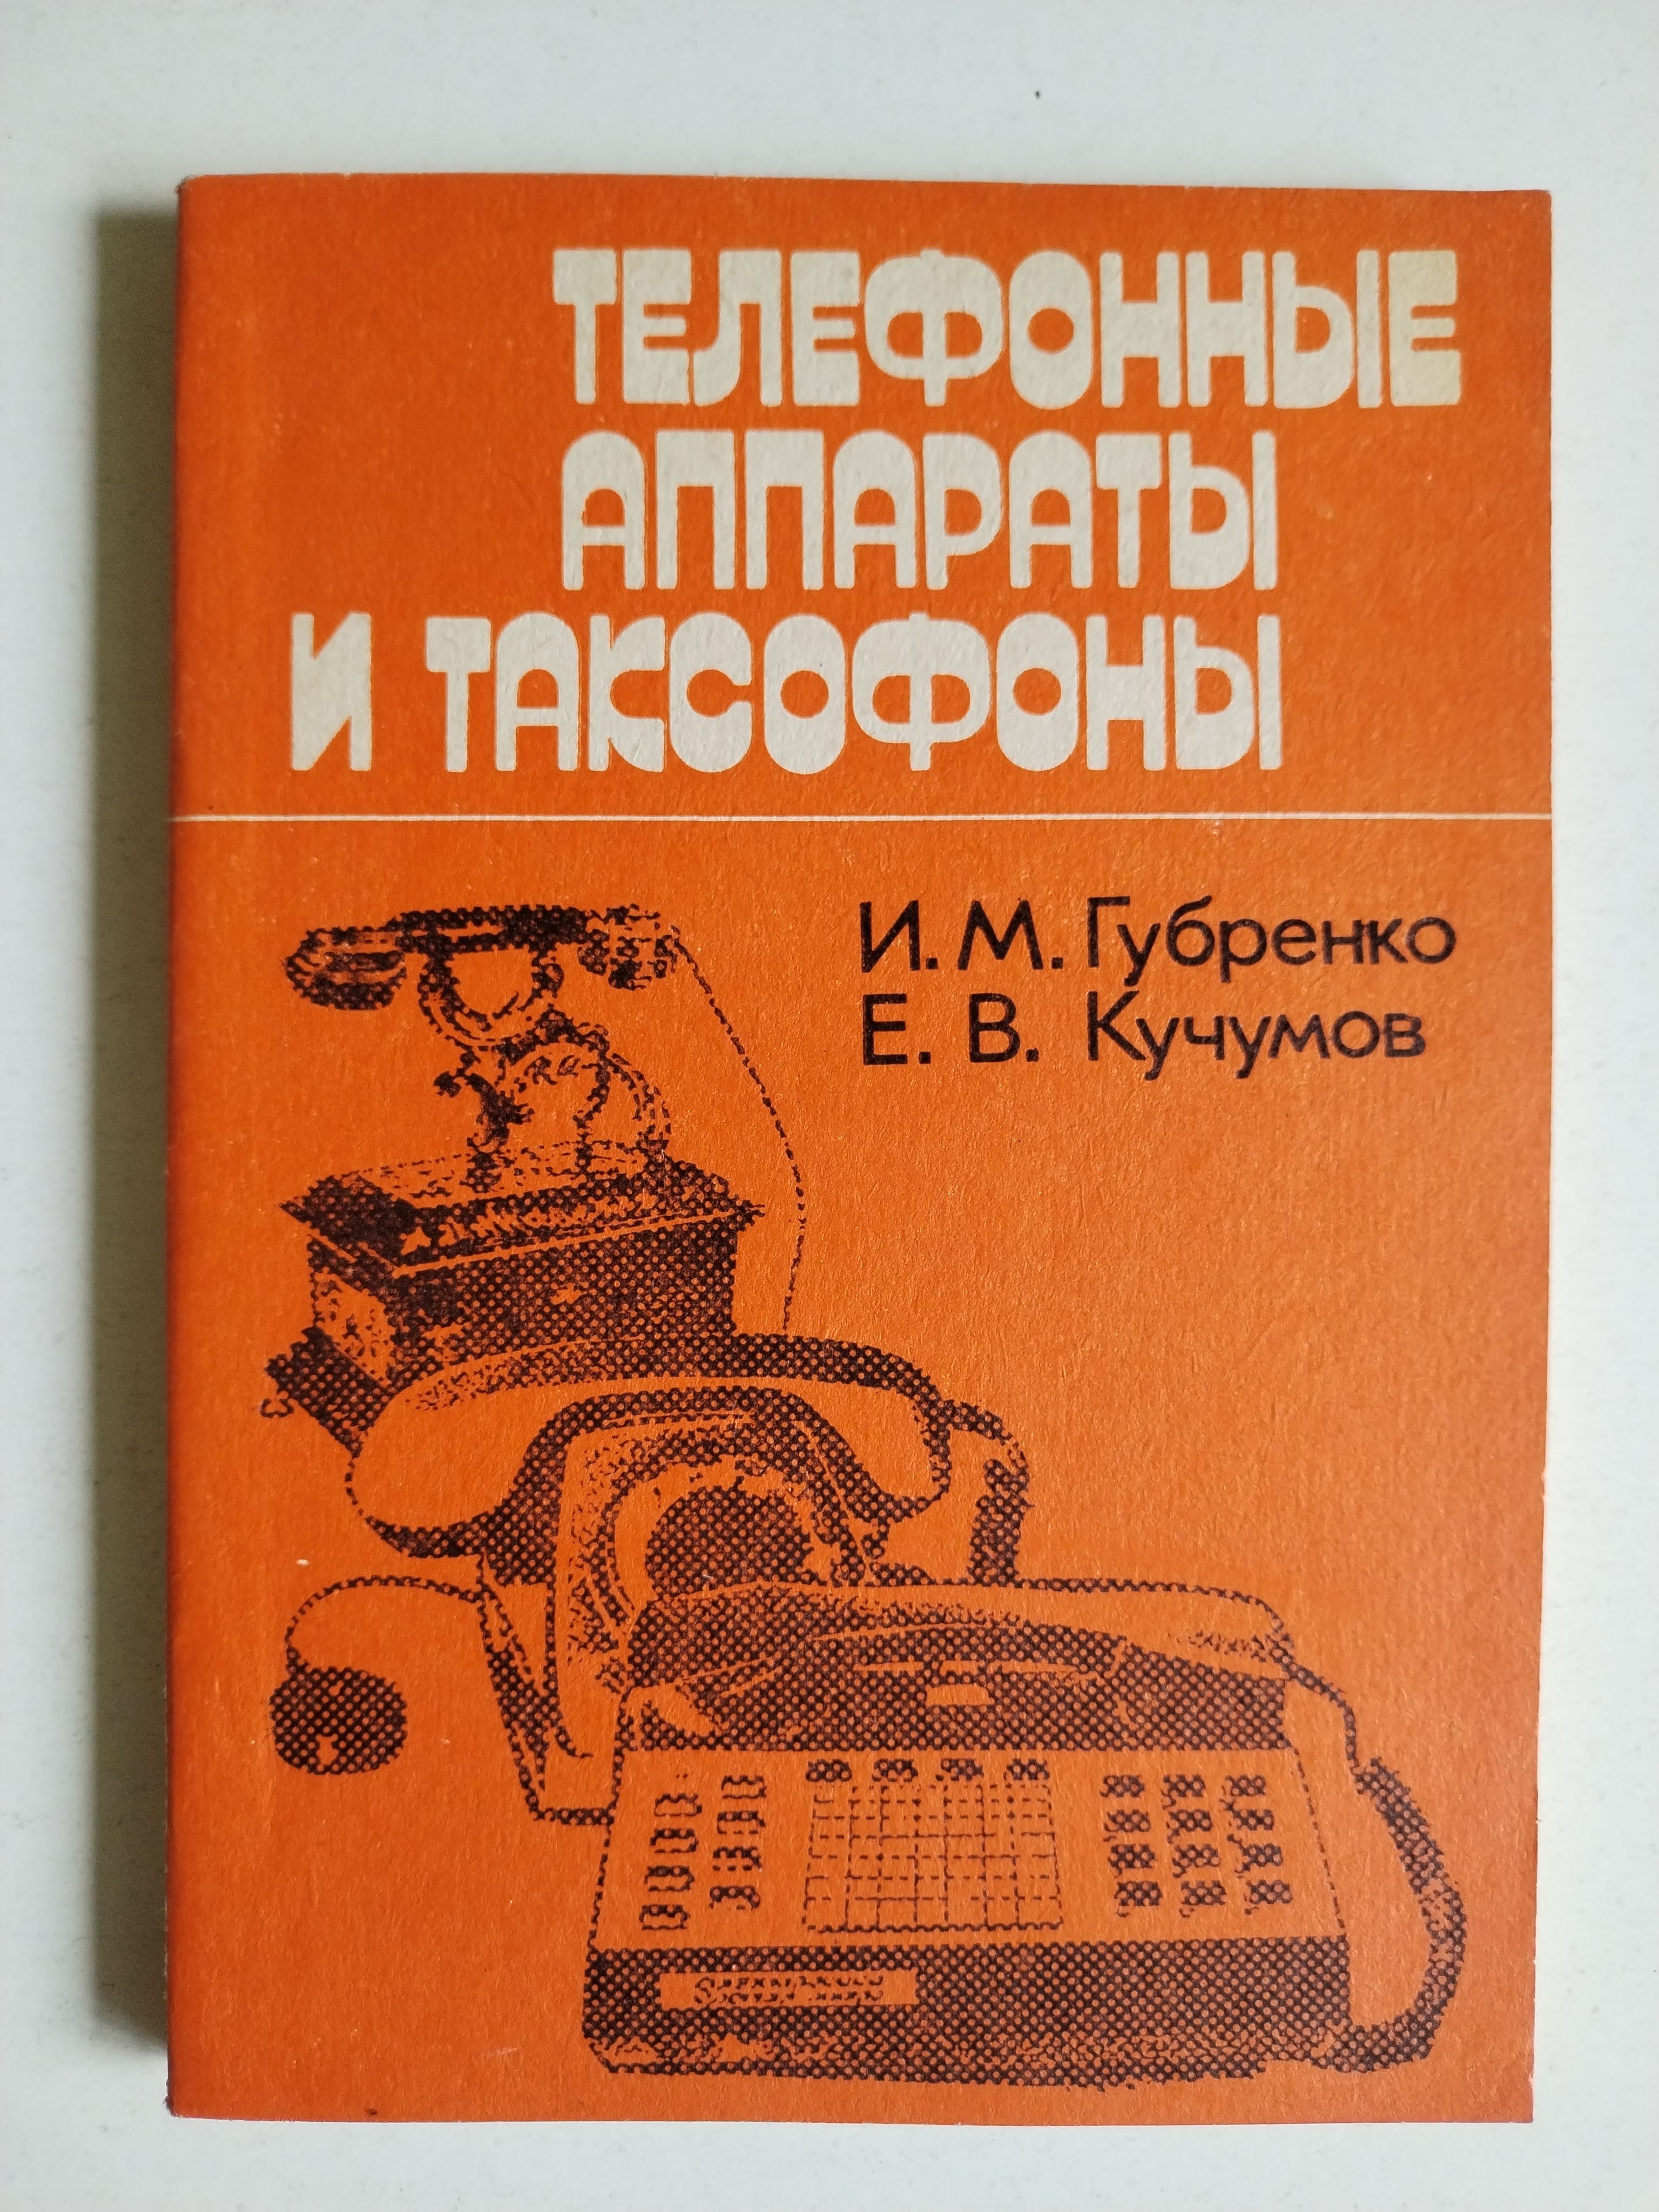 ТЕЛЕФОННЫЕ
АППАРАТЫ
И ТАКСОФОНЫ
И. М. Губренко
Е. В. Кучумов